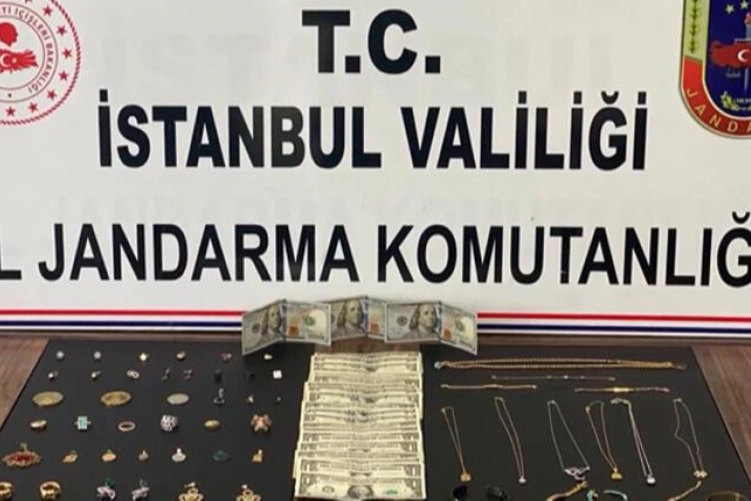 T.C.
İSTANBUL VALİLİĞİ
L JANDARMA KOMUTANLIĞ